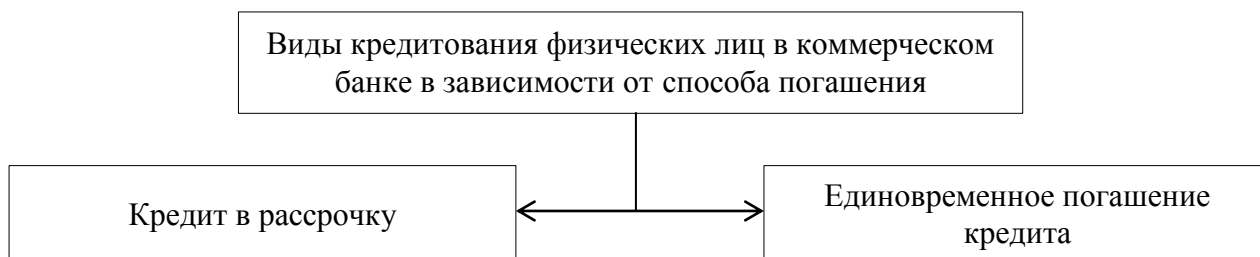 Виды кредитования физических лиц в коммерческом
банке в зависимости от способа погашения
Кредит в рассрочку
Единовременное погашение
кредита